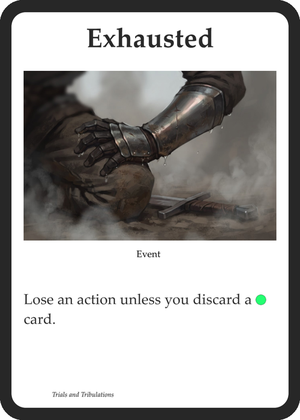 Exhausted
Event
Lose an action unless you discard a
card.
Trials and Tribulations